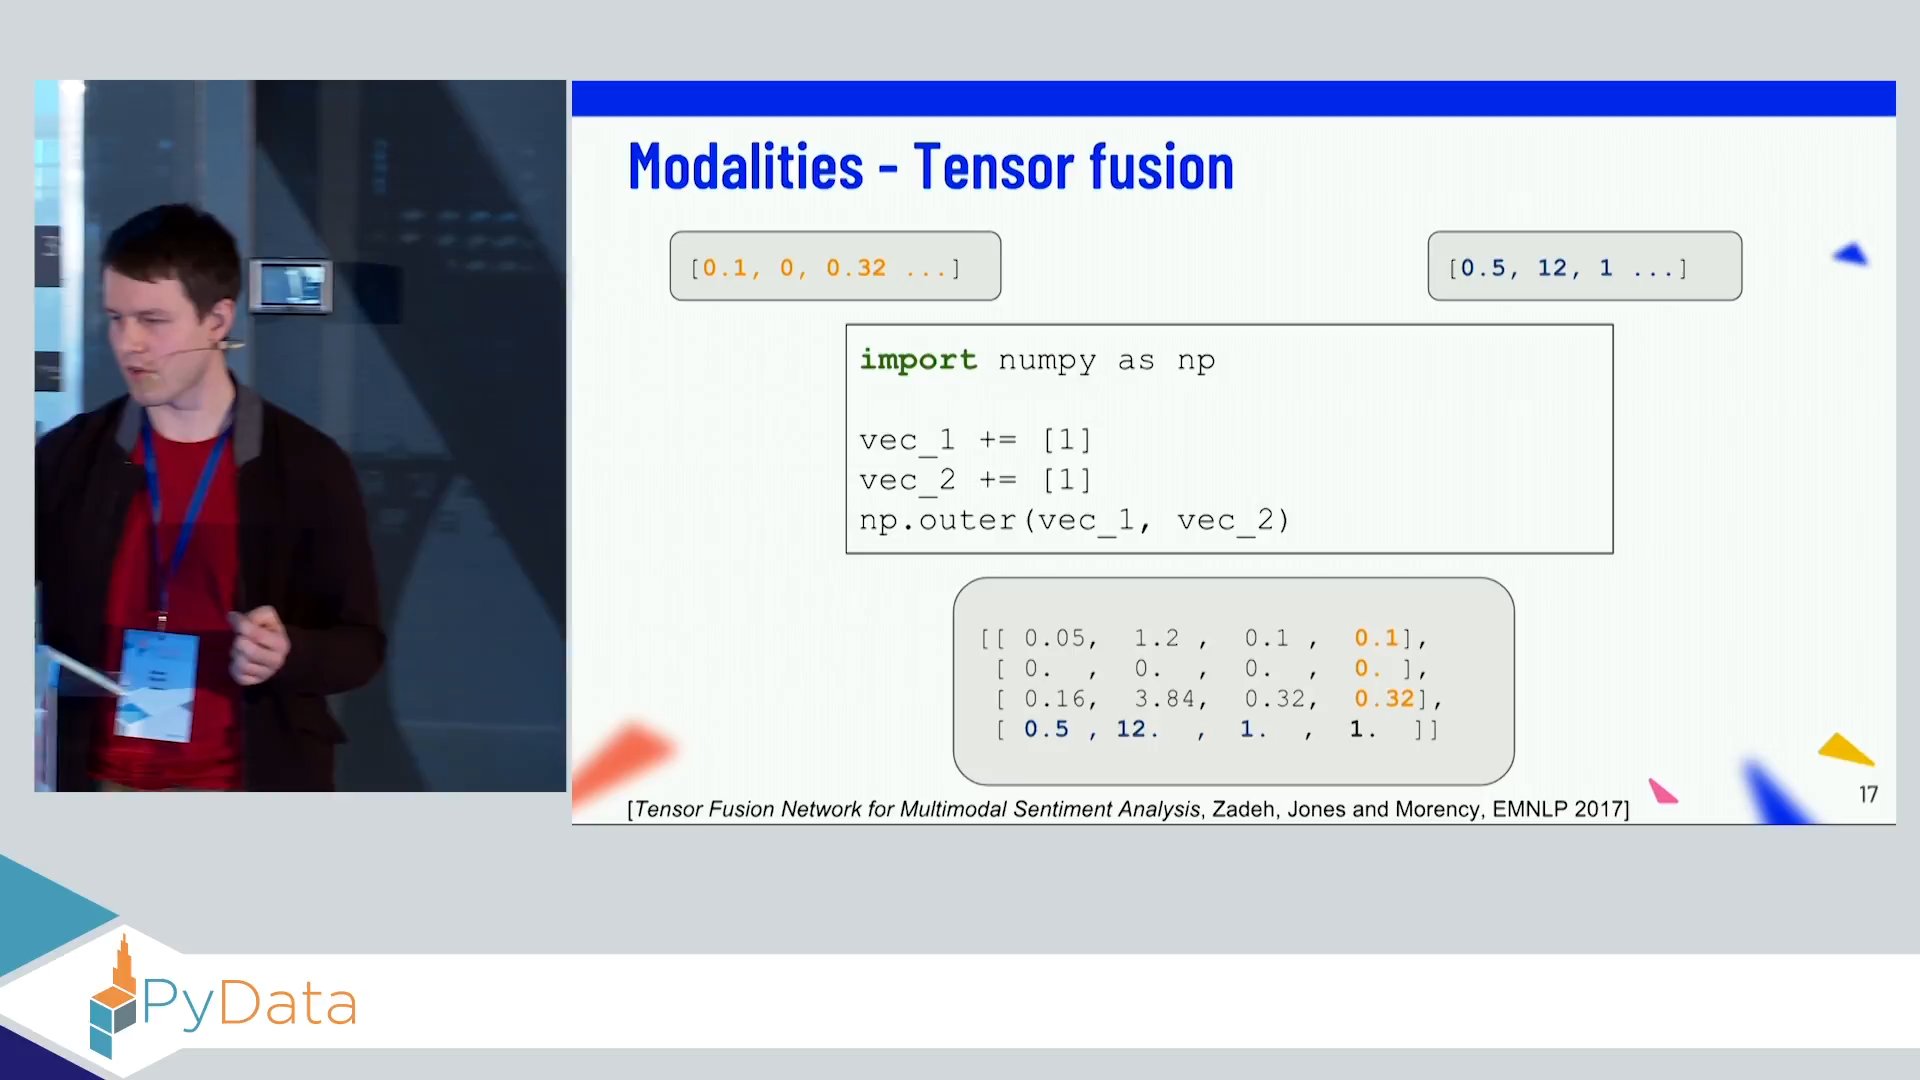 Modalities - Tensor fusion
[0.1, 0, 0.32 ...]
[0.5, 12, 1 ...]
import numpy as np
vec_1 += [1]
vec_2 += [1]
np.outer(vec_1, vec_2)
[[ 0.05, 1.2 , 0.1 , 0.1],
[ 0. , 0. , 0. , 0. ],
[ 0.16, 3.84, 0.32, 0.32],
[ 0.5 , 12. , 1. , 1. ]]
[Tensor Fusion Network for Multimodal Sentiment Analysis, Zadeh, Jones and Morency, EMNLP 2017]
17
PyData